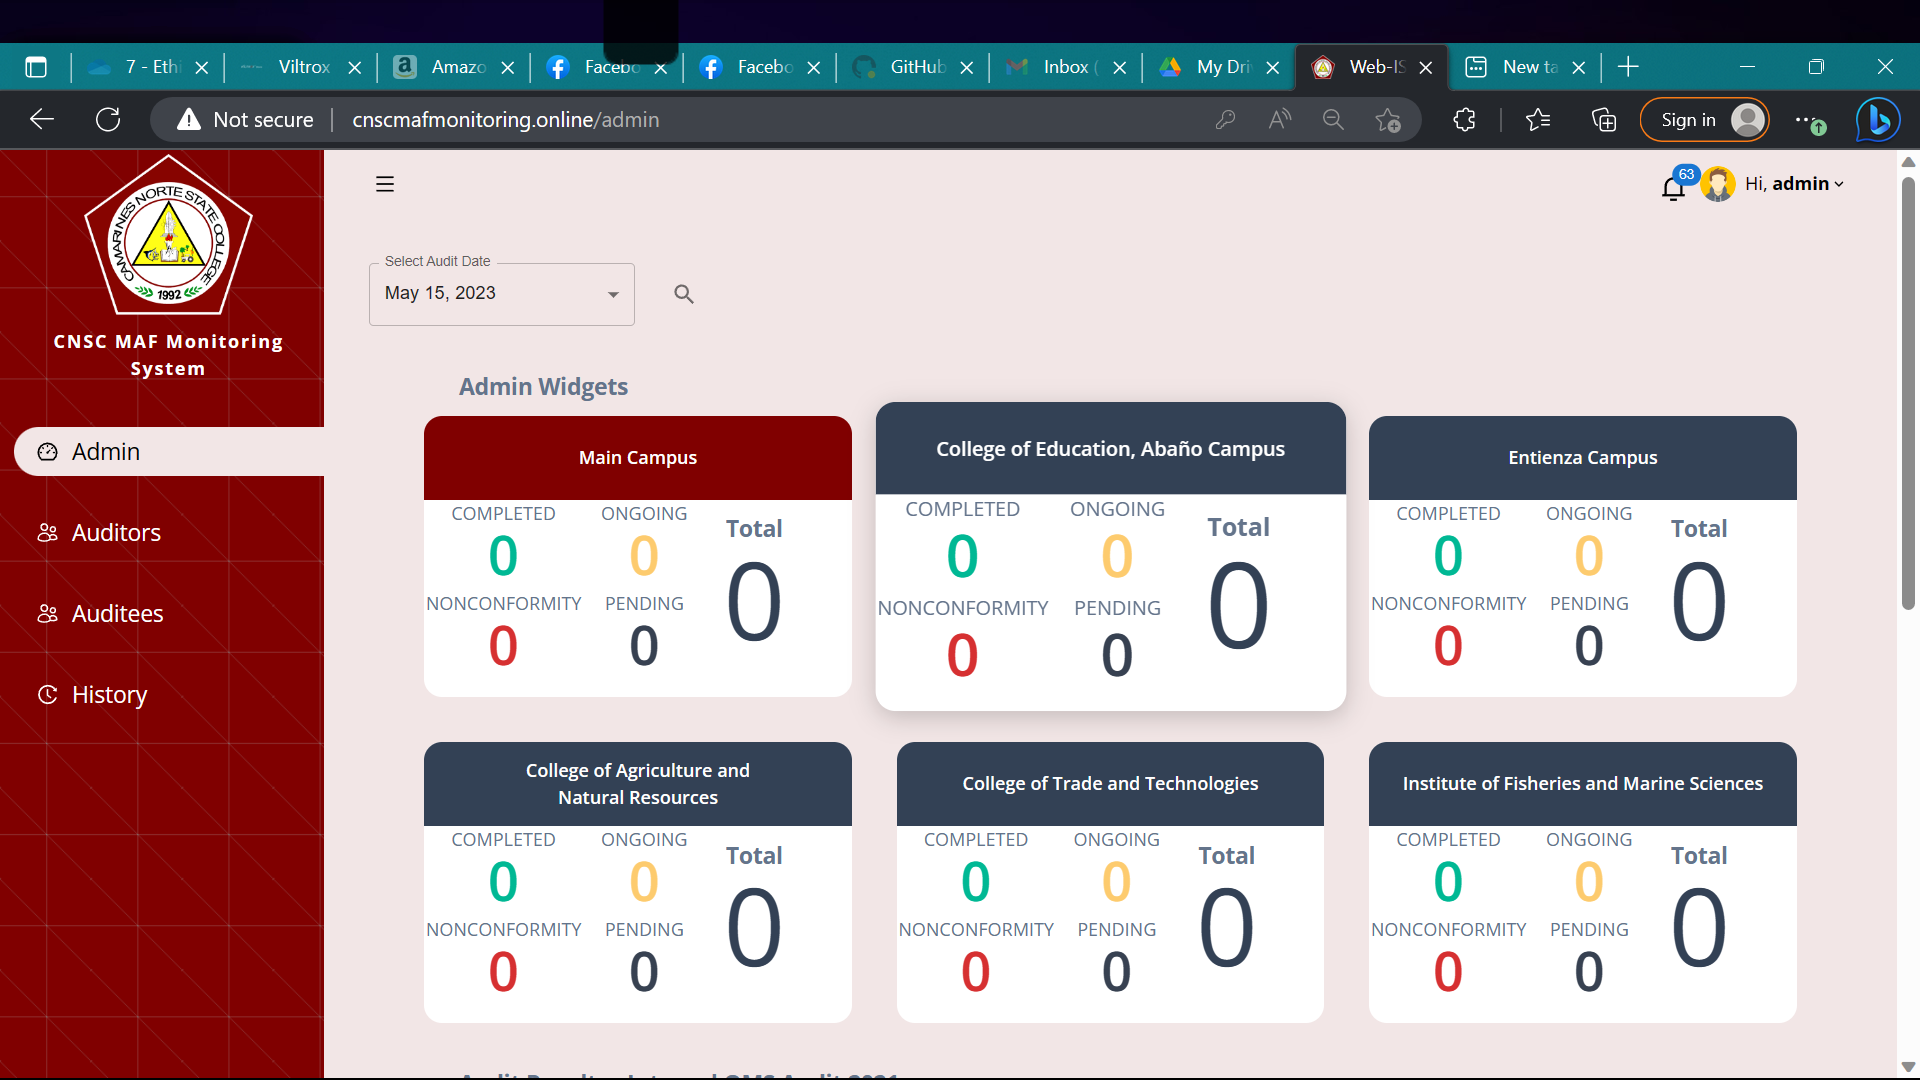 7 - Ethi
Viltrox
Amazo
Facebo
Facebo
GitHub
Inbox (
My Dri
Web-IS
New ta
Not secure
cnscmafmonitoring.online/admin
Sign in
CAMARINES NORTE STATE COLLEGE
1992
CNSC MAF Monitoring
System
Admin
Auditors
Auditees
History
63
Hi, admin
Select Audit Date
May 15, 2023
Admin Widgets
Main Campus
COMPLETED
0
ONGOING
0
NONCONFORMITY
0
PENDING
0
Total
0
College of Education, Abaño Campus
COMPLETED
0
ONGOING
0
NONCONFORMITY
0
PENDING
0
Total
0
Entienza Campus
COMPLETED
0
ONGOING
0
NONCONFORMITY
0
PENDING
0
Total
0
College of Agriculture and
Natural Resources
COMPLETED
0
ONGOING
0
NONCONFORMITY
0
PENDING
0
Total
0
College of Trade and Technologies
COMPLETED
0
ONGOING
0
NONCONFORMITY
0
PENDING
0
Total
0
Institute of Fisheries and Marine Sciences
COMPLETED
0
ONGOING
0
NONCONFORMITY
0
PENDING
0
Total
0